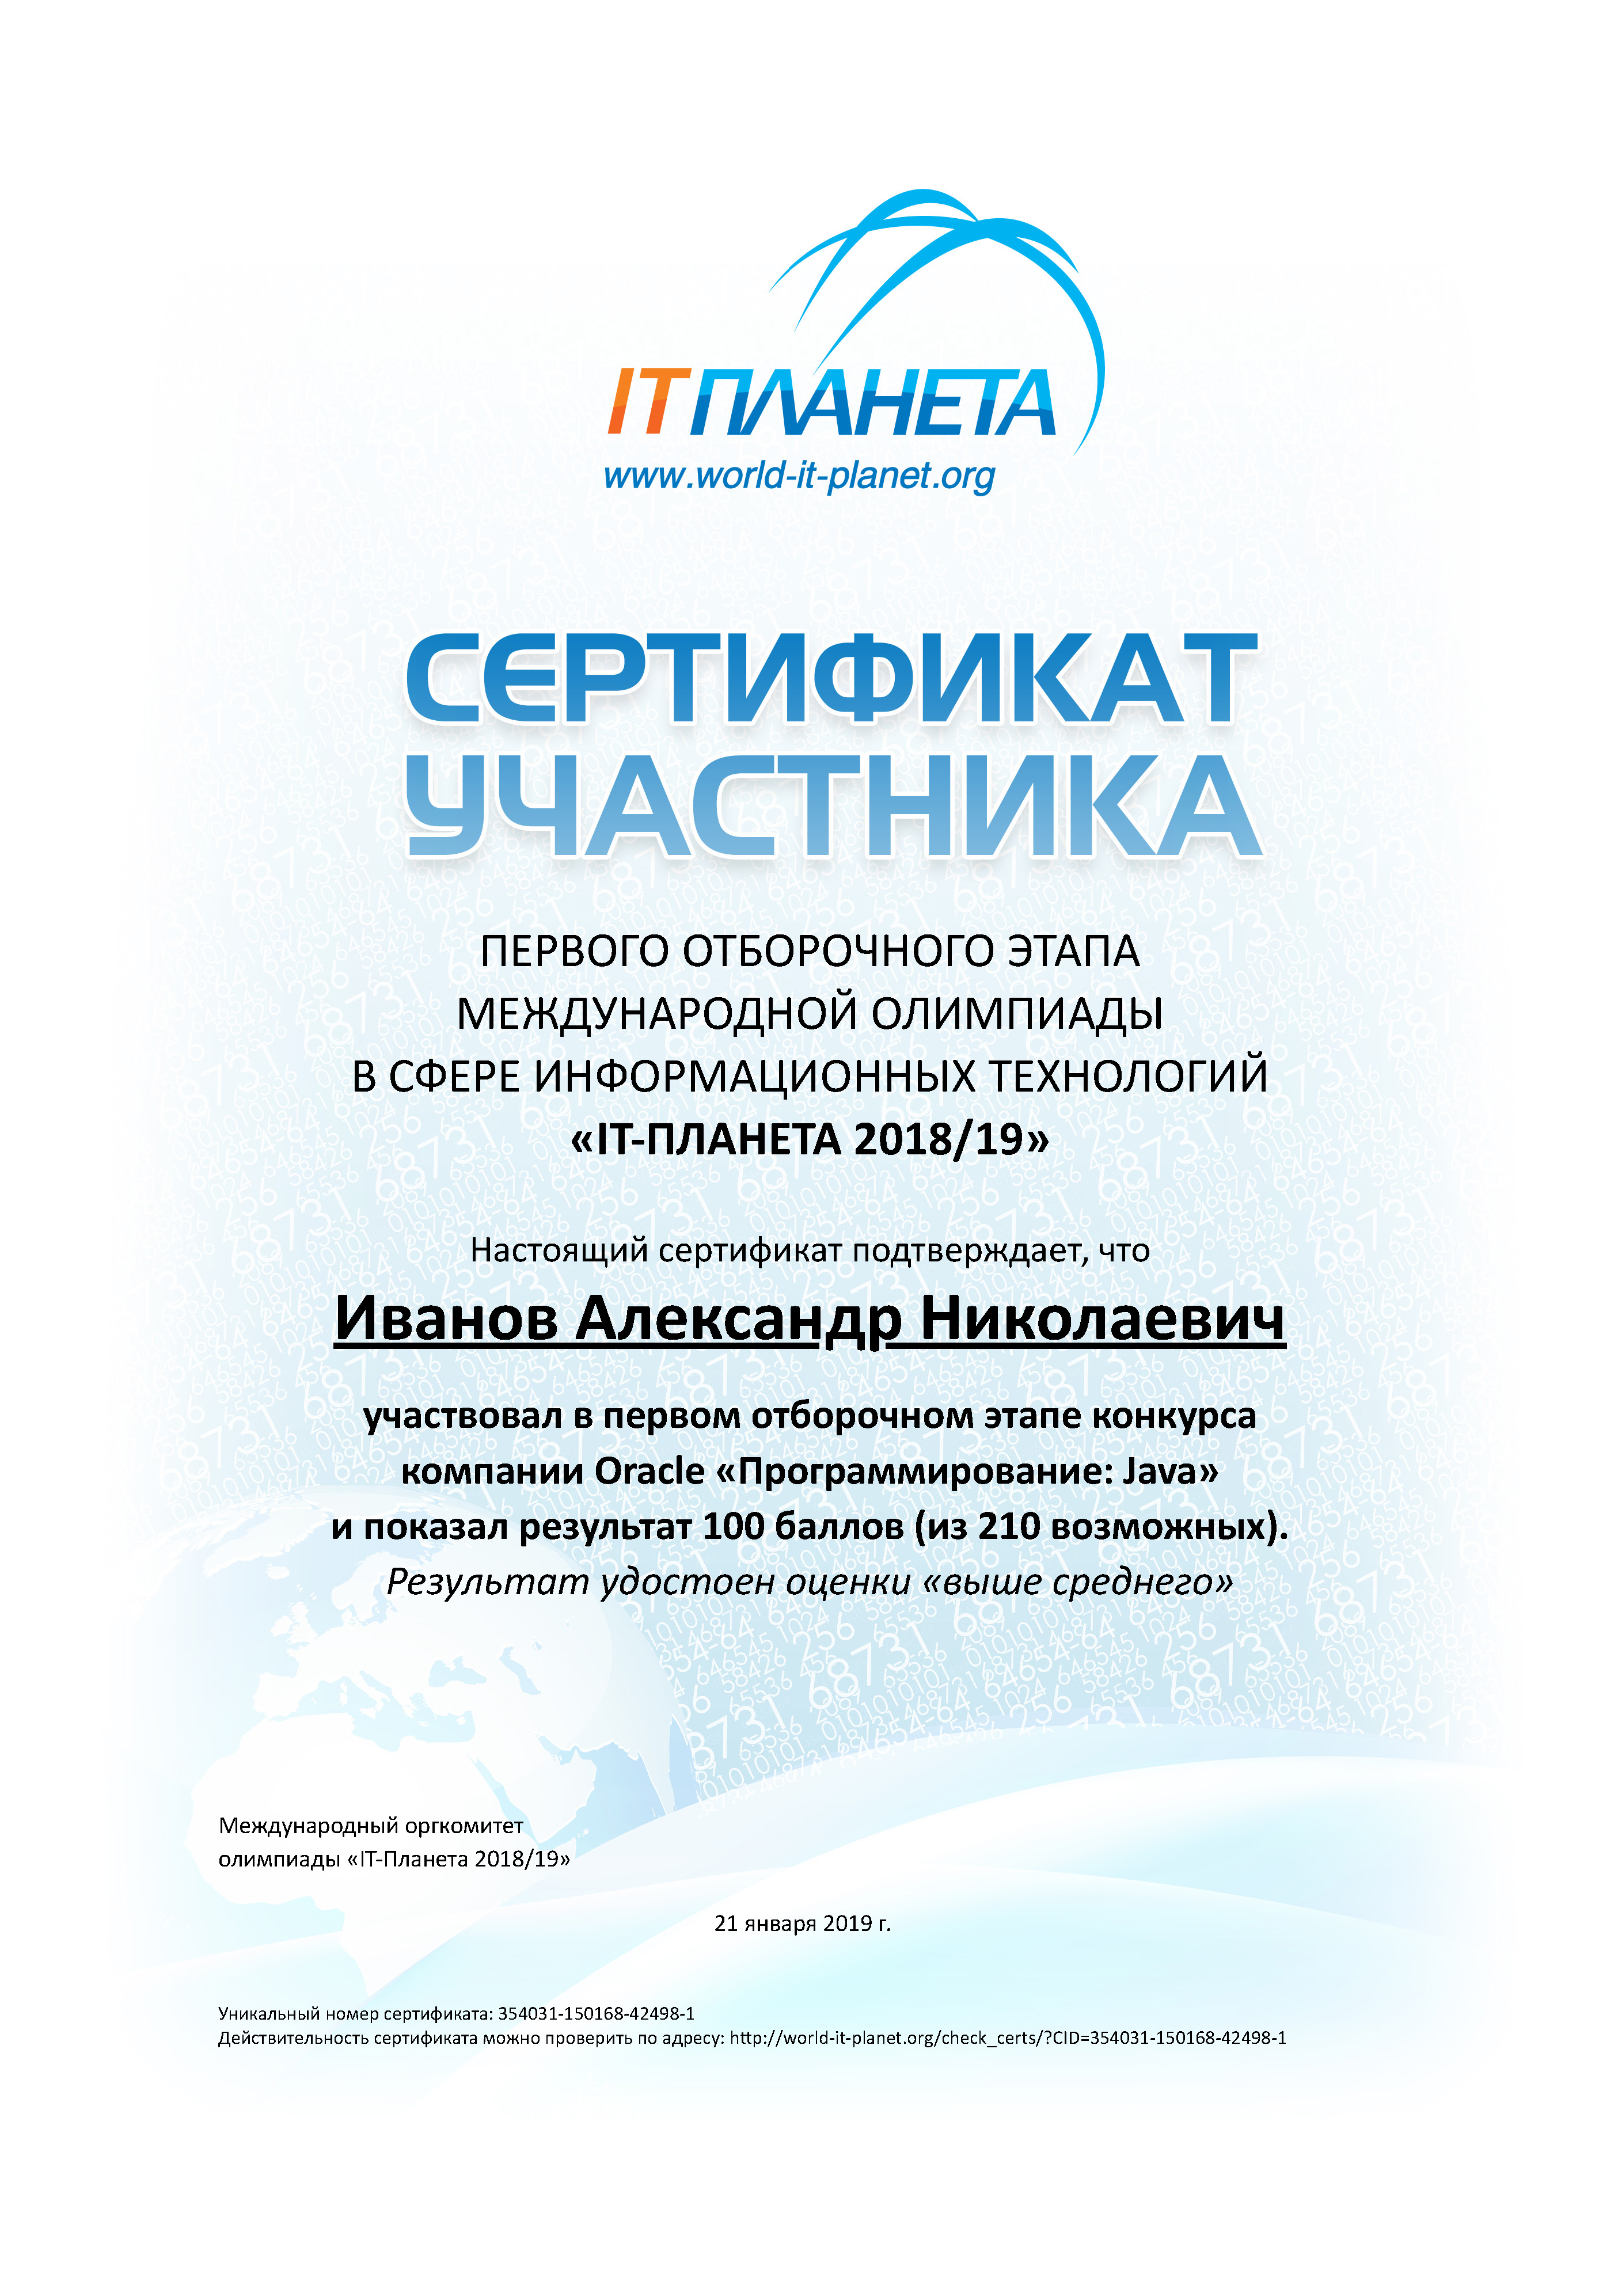 IT ПЛАНЕТА
www.world-it-planet.org
СЕРТИФИКАТ
УЧАСТНИКА
ПЕРВОГО ОТБОРОЧНОГО ЭТАПА
МЕЖДУНАРОДНОЙ ОЛИМПИАДЫ
В СФЕРЕ ИНФОРМАЦИОННЫХ ТЕХНОЛОГИЙ
«IT-ПЛАНЕТА 2018/19»
Настоящий сертификат подтверждает, что
Иванов Александр Николаевич
участвовал в первом отборочном этапе конкурса
компании Oracle «Программирование: Java»
и показал результат 100 баллов (из 210 возможных).
Результат удостоен оценки «выше среднего»
Международный оргкомитет
олимпиады «IT-Планета 2018/19»
21 января 2019 г.
Уникальный номер сертификата: 354031-150168-42498-1
Действительность сертификата можно проверить по адресу: http://world-it-planet.org/check_certs/?CID=354031-150168-42498-1